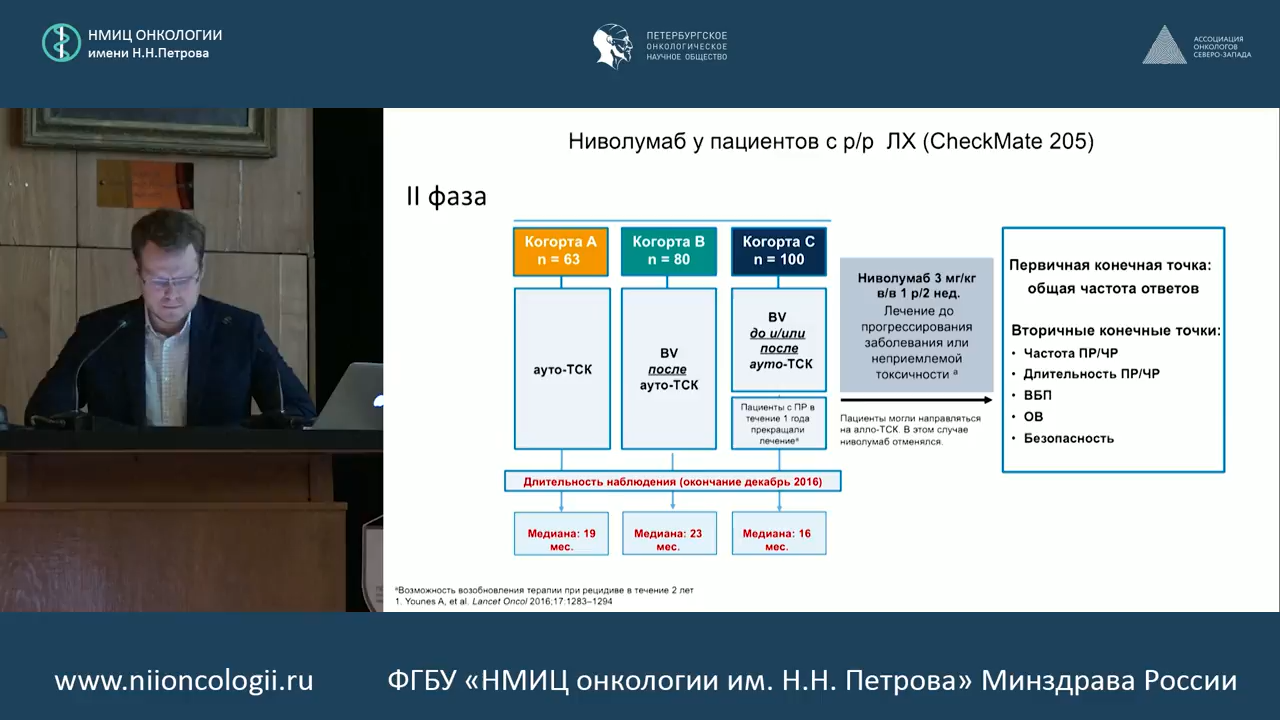 НМИЦ ОНКОЛОГИИ
имени Н.Н.Петрова
ПЕТЕРБУРГСКОЕ
ОНКОЛОГИЧЕСКОЕ
НАУЧНОЕ ОБЩЕСТВО
АССОЦИАЦИЯ
ОНКОЛОГОВ
СЕВЕРО-ЗАПАДА
Ниволумаб у пациентов с р/р ЛХ (CheckMate 205)
II фаза
Когорта А
n = 63
ауто-ТСК
Когорта В
n = 80
BV
после
ауто-ТСК
Когорта С
n = 100
BV
до и/или
после
ауто-ТСК
Пациенты с ПР в
течение 1 года
прекращали
лечениеᵃ
Ниволумаб 3 мг/кг
в/в 1 р/2 нед.
Лечение до
прогрессирования
заболевания или
неприемлемой
токсичности ᵃ
Пациенты могли направляться
на алло-ТСК. В этом случае
ниволумаб отменялся.
Первичная конечная точка:
общая частота ответов
Вторичные конечные точки:
• Частота ПР/ЧР
• Длительность ПР/ЧР
• ВБП
• ОВ
• Безопасность
Длительность наблюдения (окончание декабрь 2016)
Медиана: 19
мес.
Медиана: 23
мес.
Медиана: 16
мес.
ᵃВозможность возобновления терапии при рецидиве в течение 2 лет
1. Younes A, et al. Lancet Oncol 2016;17:1283–1294
www.niioncologii.ru
ФГБУ «НМИЦ онкологии им. Н.Н. Петрова» Минздрава России